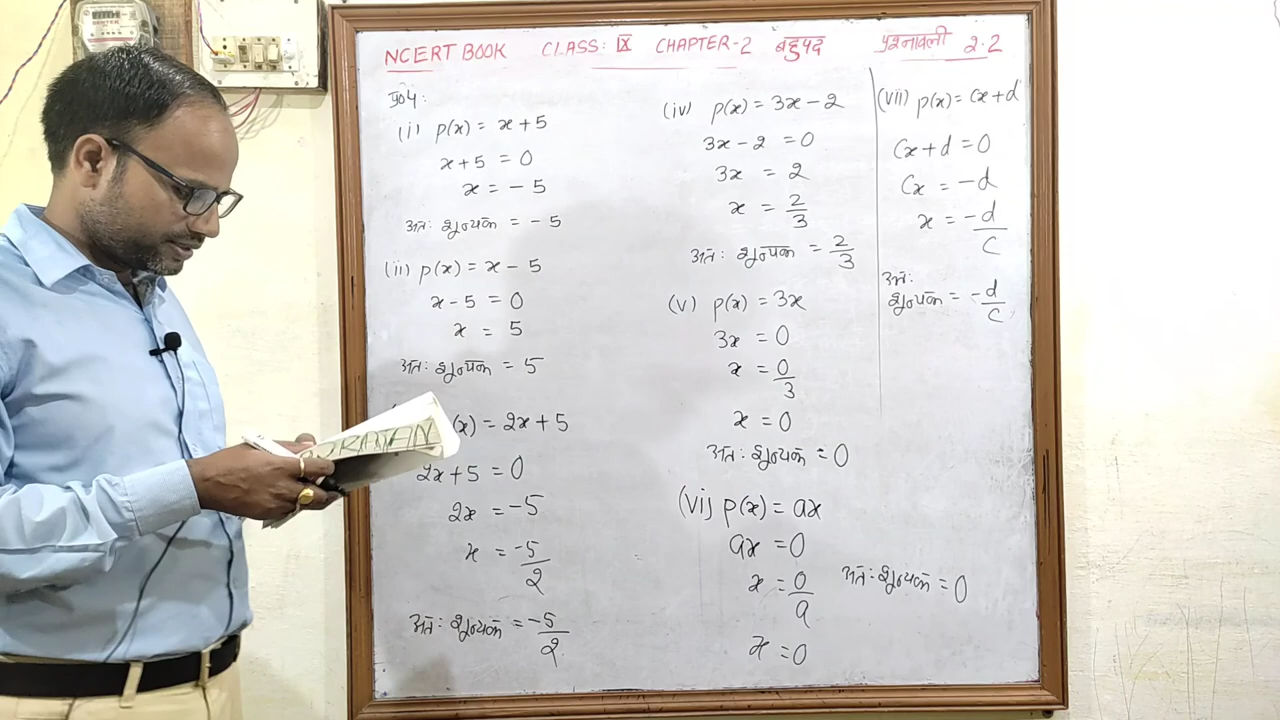 NCERT BOOK CLASS: IX CHAPTER-2 बहुपद प्रश्नावली 2.2
प्र०4:
(i) p(x) = x + 5
x + 5 = 0
x = - 5
अतः शून्यक = - 5
(ii) p(x) = x - 5
x - 5 = 0
x = 5
अतः शून्यक = 5
(x) = 2x + 5
2x + 5 = 0
2x = -5
x = -5/2
अतः शून्यक = -5/2
(iv) p(x) = 3x - 2
3x - 2 = 0
3x = 2
x = 2/3
अतः शून्यक = 2/3
(v) p(x) = 3x
3x = 0
x = 0/3
x = 0
अतः शून्यक = 0
(vi) p(x) = ax
ax = 0
x = 0/a
x = 0
अतः शून्यक = 0
(vii) p(x) = cx + d
cx + d = 0
cx = -d
x = -d/c
अतः
शून्यक = -d/c